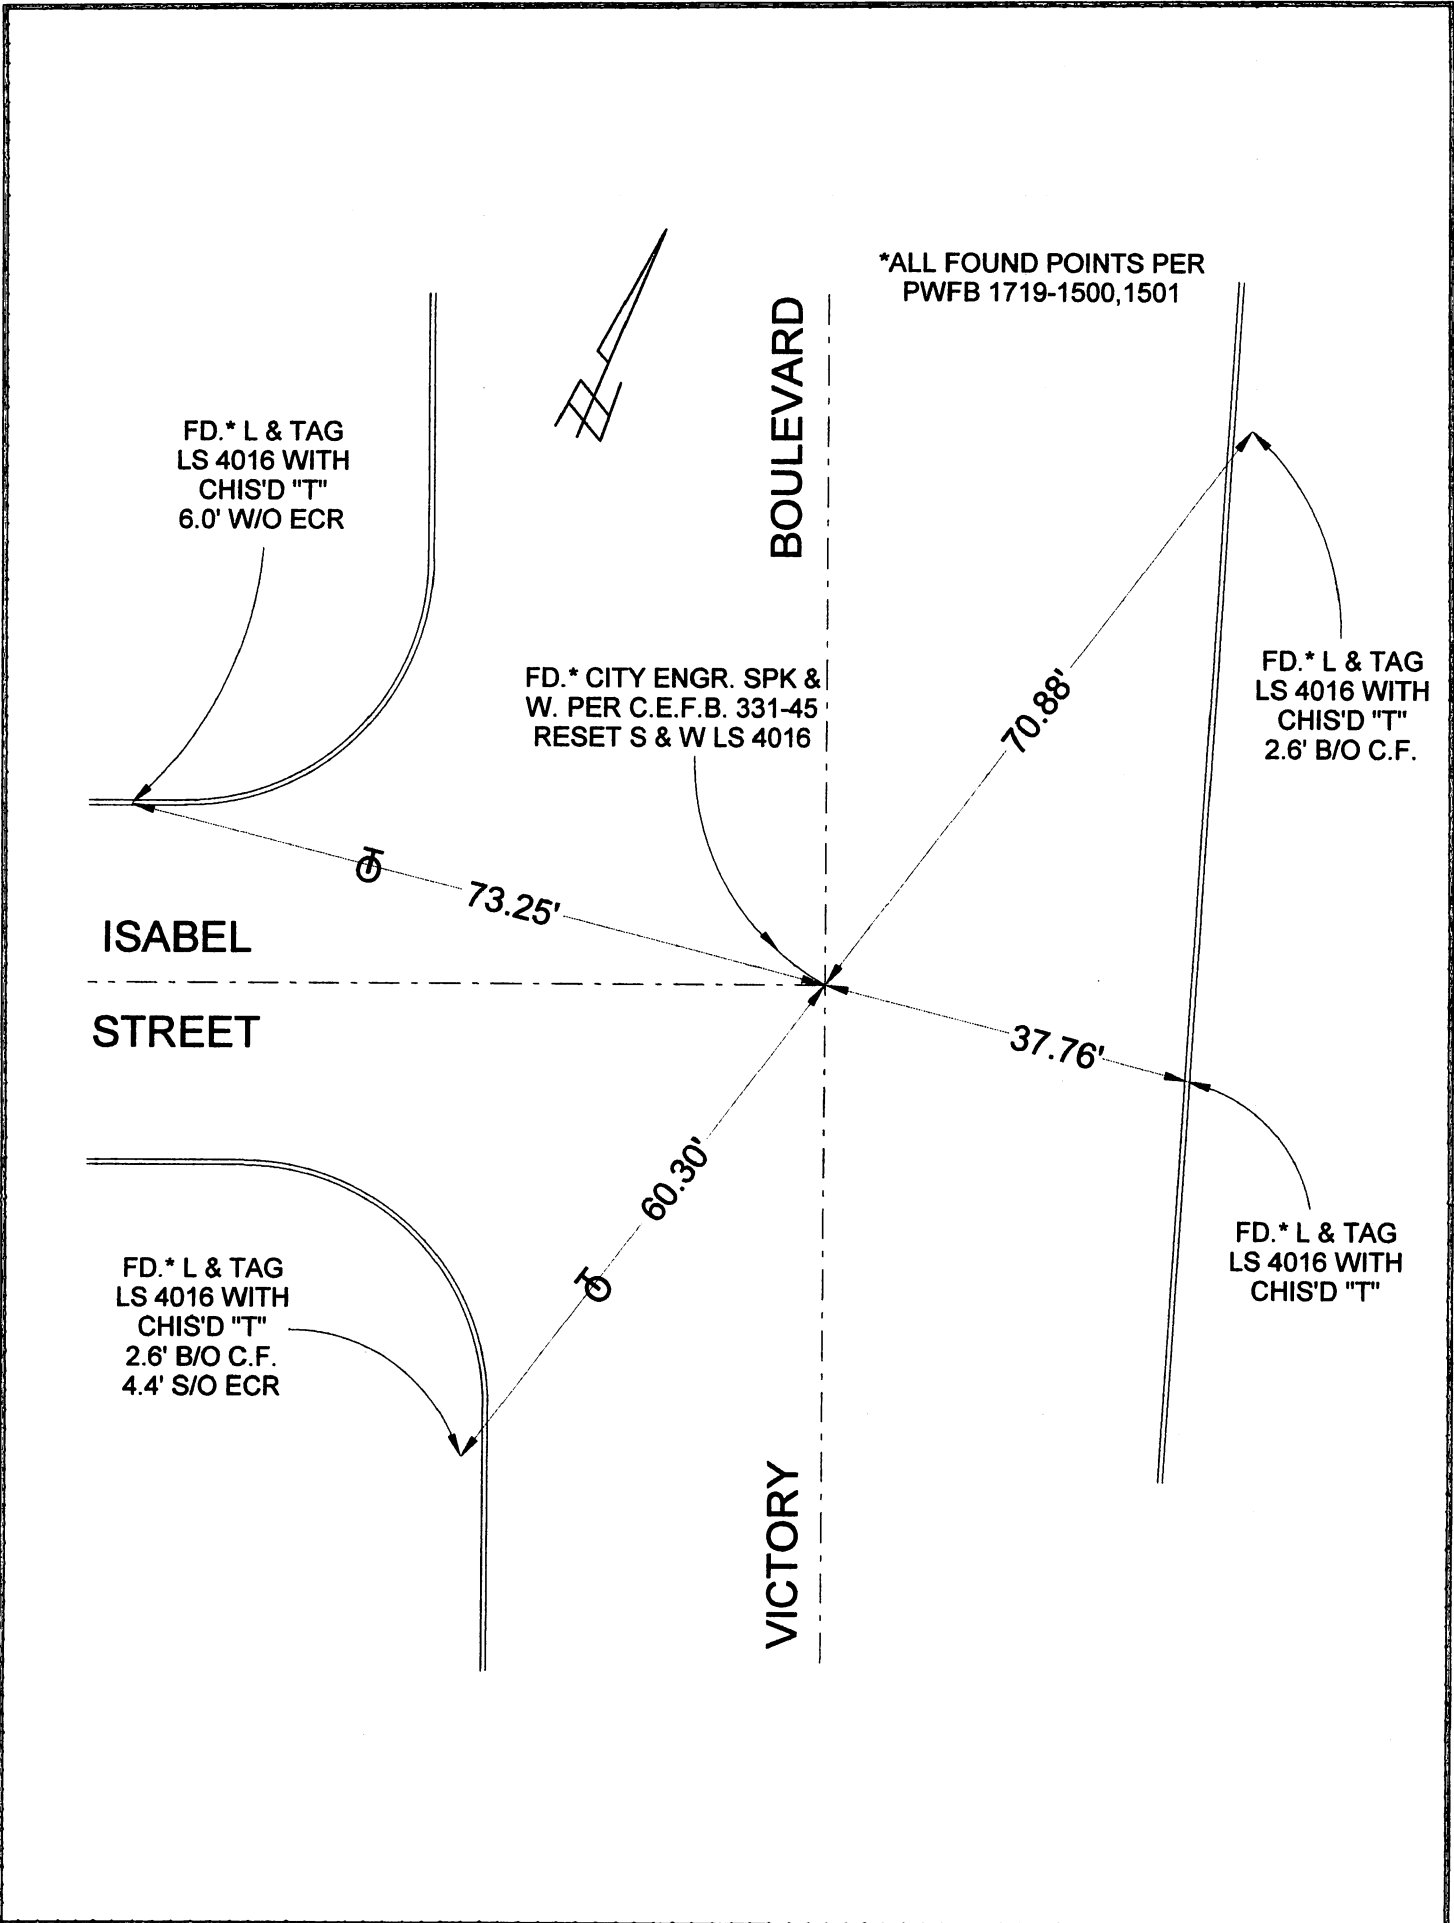 *ALL FOUND POINTS PER
PWFB 1719-1500,1501
BOULEVARD
FD.* L & TAG
LS 4016 WITH
CHIS'D "T"
6.0' W/O ECR
FD.* CITY ENGR. SPK &
W. PER C.E.F.B. 331-45
RESET S & W LS 4016
70.88'
FD.* L & TAG
LS 4016 WITH
CHIS'D "T"
2.6' B/O C.F.
73.25'
ISABEL
STREET
37.76'
60.30'
FD.* L & TAG
LS 4016 WITH
CHIS'D "T"
FD.* L & TAG
LS 4016 WITH
CHIS'D "T"
2.6' B/O C.F.
4.4' S/O ECR
VICTORY